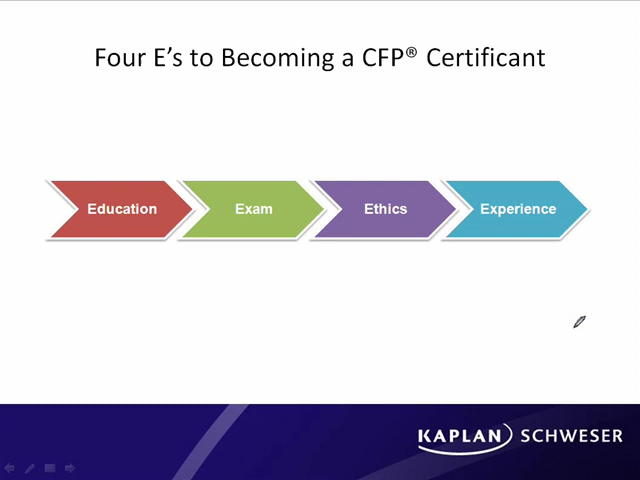 Four E’s to Becoming a CFP® Certificant
Education
Exam
Ethics
Experience
KAPLAN SCHWESER